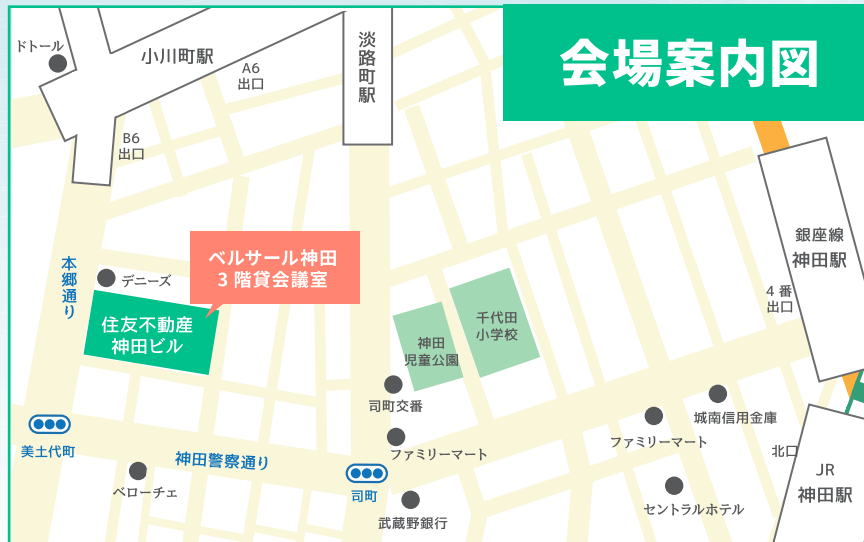 会場案内図
ドトール
小川町駅
A6
出口
淡路町駅
B6
出口
銀座線
神田駅
ベルサール神田
3 階貸会議室
本郷通り
デニーズ
4 番
出口
住友不動産
神田ビル
千代田
小学校
神田
児童公園
司町交番
城南信用金庫
美土代町
神田警察通り
ファミリーマート
ファミリーマート
北口
JR
神田駅
ベローチェ
司町
武蔵野銀行
セントラルホテル